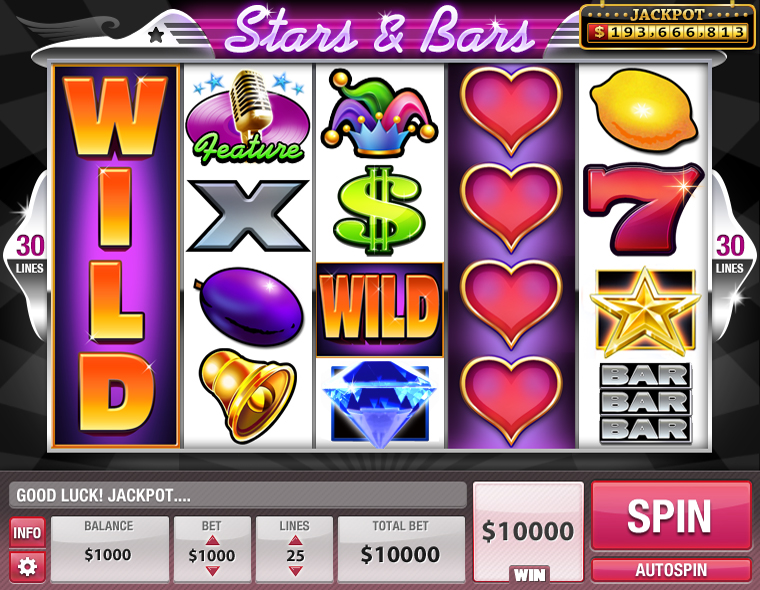 Stars & Bars
JACKPOT
$193,666,813
WILD
Feature
X
$
7
WILD
BAR
BAR
BAR
30
LINES
30
LINES
GOOD LUCK! JACKPOT....
INFO
BALANCE
$1000
BET
$1000
LINES
25
TOTAL BET
$10000
$10000
WIN
SPIN
AUTOSPIN